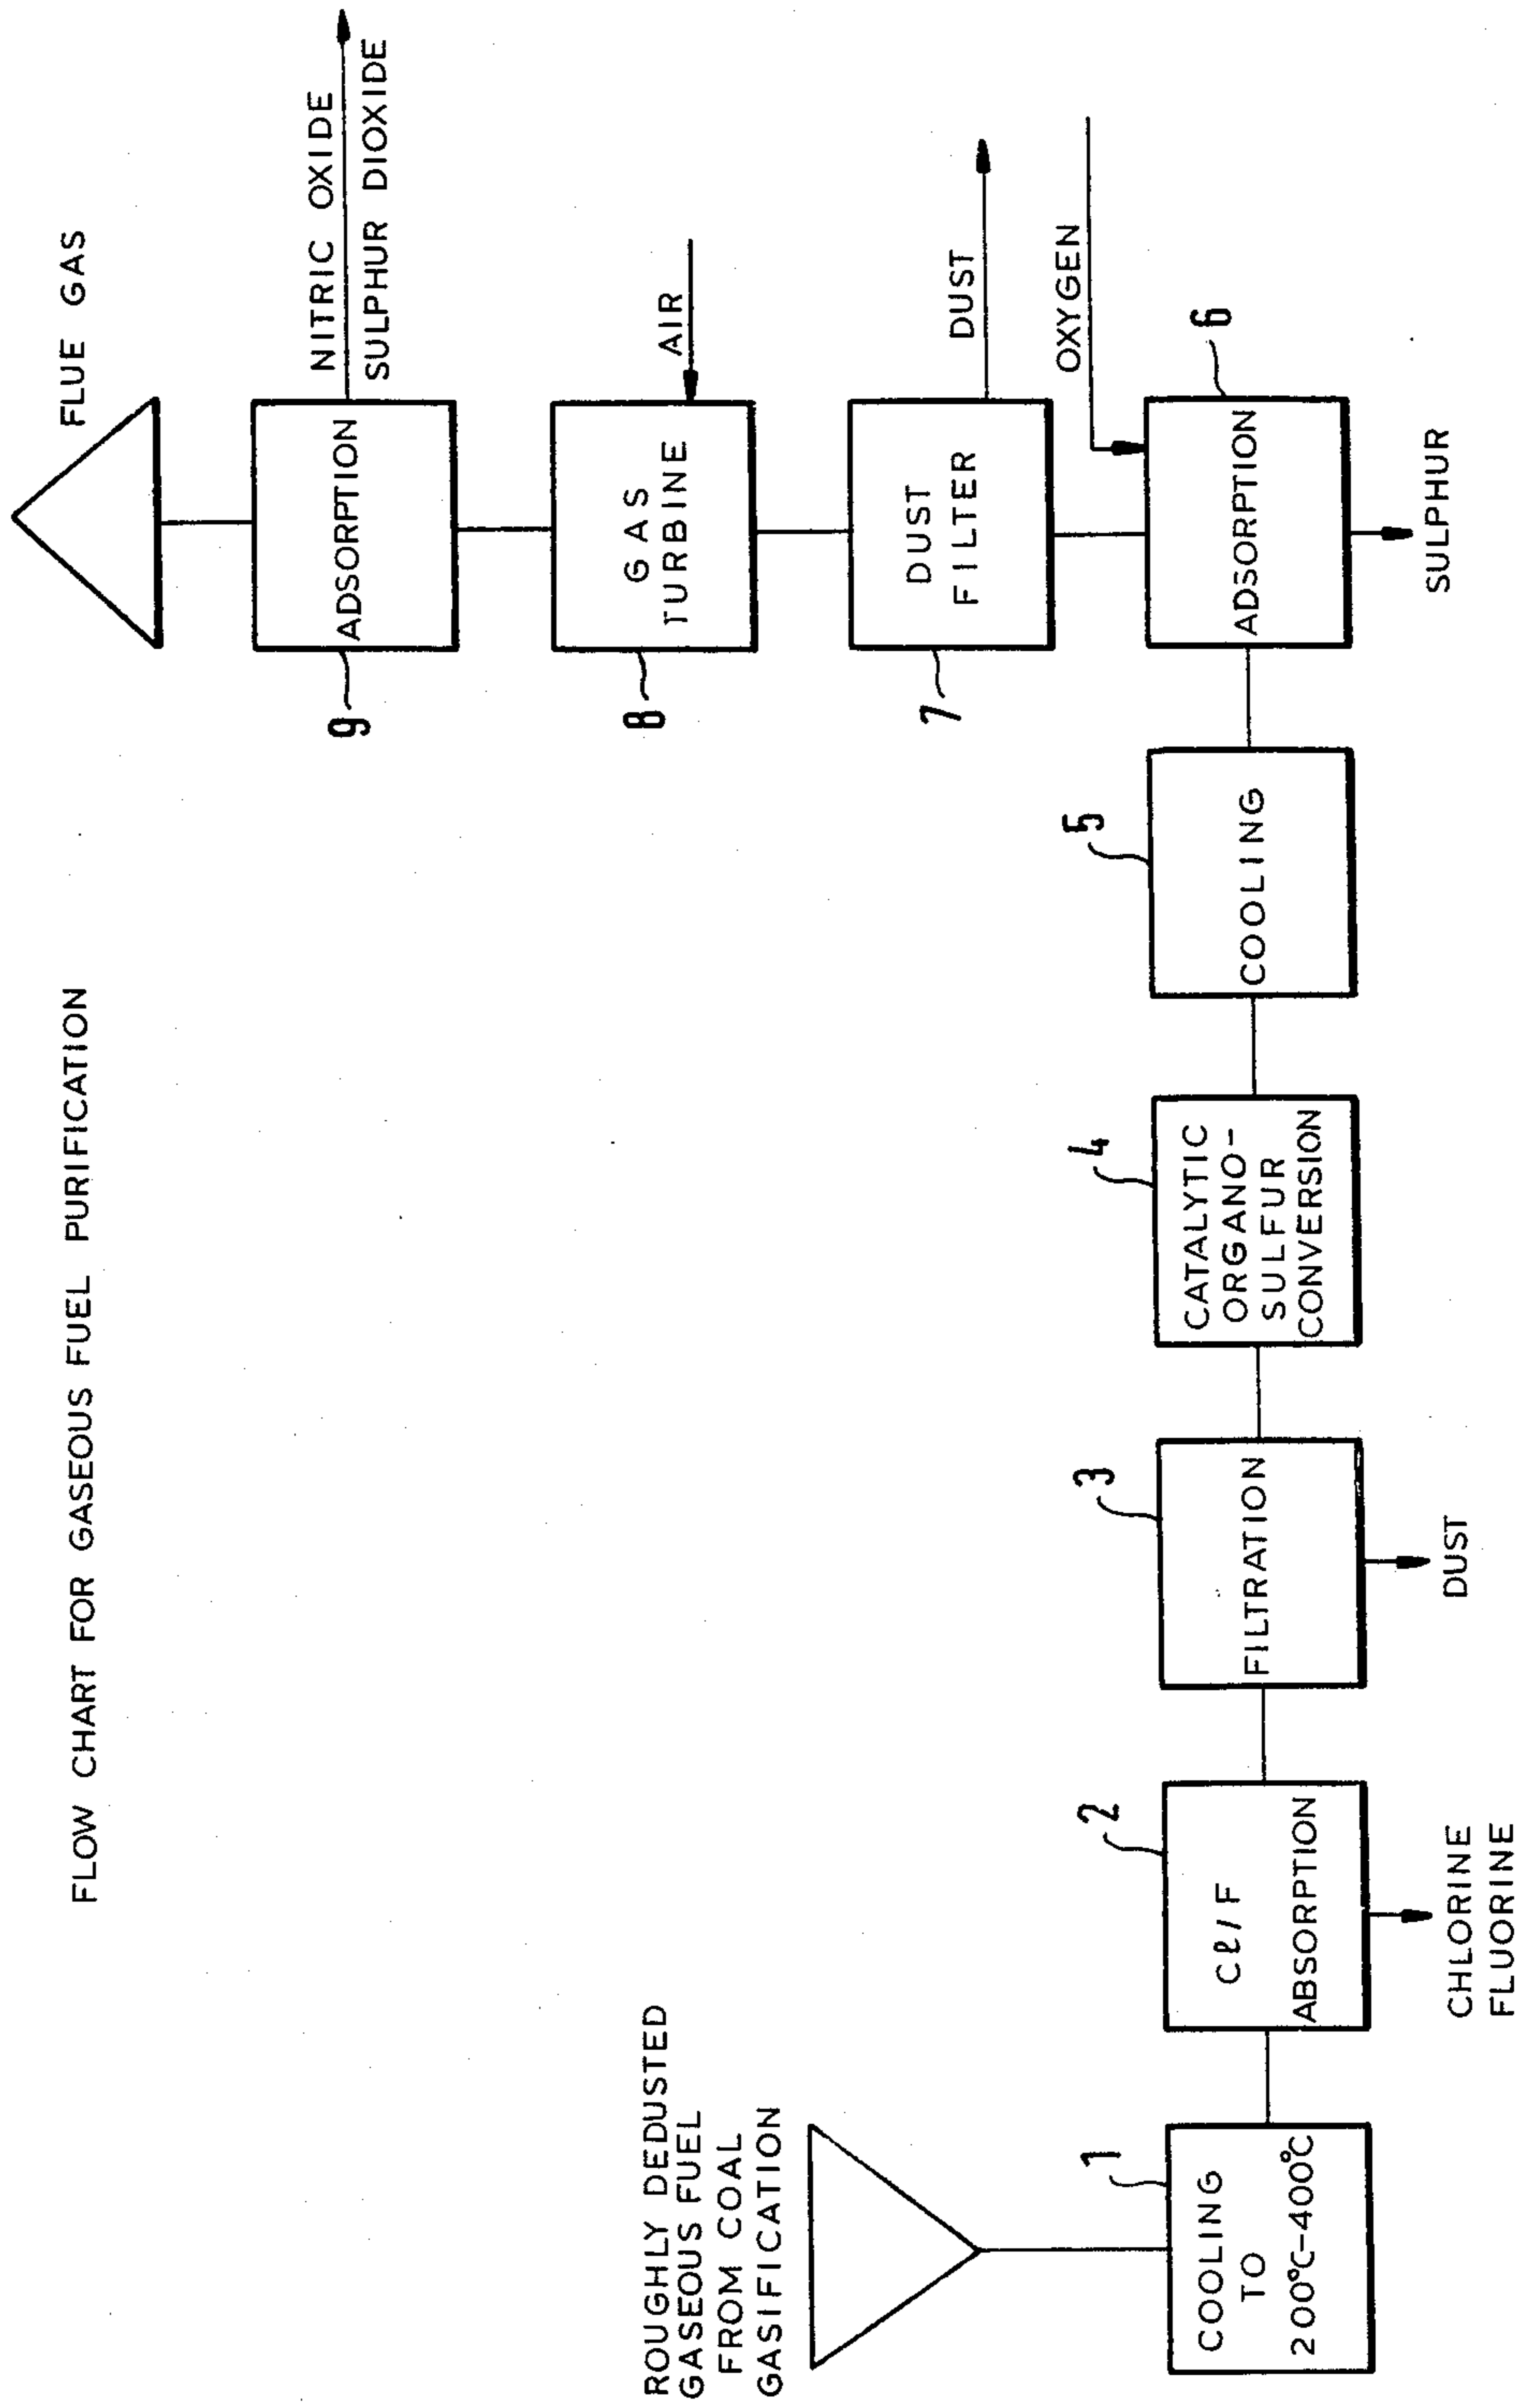 FLOW CHART FOR GASEOUS FUEL PURIFICATION
ROUGHLY DEDUSTED
GASEOUS FUEL
FROM COAL
GASIFICATION
1
COOLING
TO
200°C-400°C
2
Cℓ/F
ABSORPTION
CHLORINE
FLUORINE
3
FILTRATION
DUST
4
CATALYTIC
ORGANO-
SULFUR
CONVERSION
5
COOLING
6
ADSORPTION
SULPHUR
OXYGEN
7
DUST
FILTER
DUST
8
GAS
TURBINE
AIR
9
ADSORPTION
NITRIC OXIDE
SULPHUR DIOXIDE
FLUE GAS